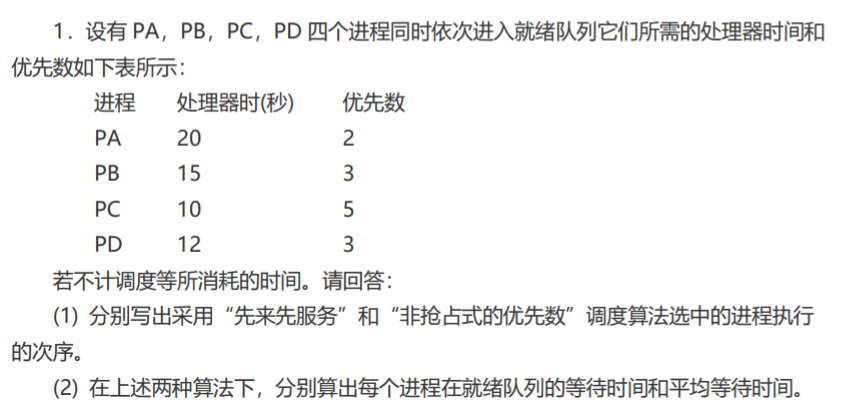 1．设有 PA，PB，PC，PD 四个进程同时依次进入就绪队列它们所需的处理器时间和
优先数如下表所示：
进程 处理器时(秒) 优先数
PA 20 2
PB 15 3
PC 10 5
PD 12 3
若不计调度等所消耗的时间。请回答：
(1) 分别写出采用“先来先服务”和“非抢占式的优先数”调度算法选中的进程执行
的次序。
(2) 在上述两种算法下，分别算出每个进程在就绪队列的等待时间和平均等待时间。